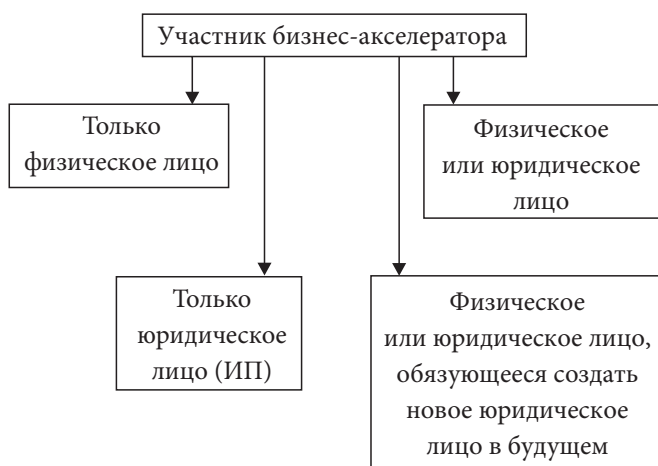 Участник бизнес-акселератора
Только
физическое лицо
Физическое
или юридическое
лицо
Только
юридическое
лицо (ИП)
Физическое
или юридическое лицо,
обязующееся создать
новое юридическое
лицо в будущем